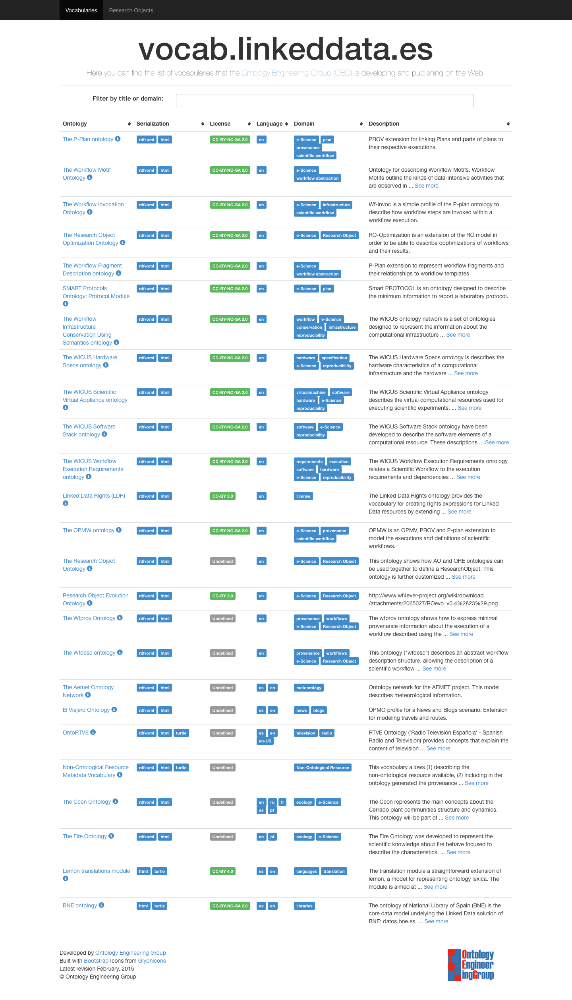 Vocabularies Research Objects
vocab.linkeddata.es
Here you can find the list of vocabularies that the Ontology Engineering Group (OEG) is developing and publishing on the Web.
Filter by title or domain:
Ontology Serialization License Language Domain Description
The P-Plan ontology rdf+xml html CC-BY-NC-SA 2.0 en e-Science plan PROV extension for linking Plans and parts of plans to
provenance their respective executions.
scientific workflow
The Workflow Motif rdf+xml html CC-BY-NC-SA 2.0 en e-Science Ontology for describing Workflow Motifs. Workflow
Ontology workflow abstraction Motifs outline the kinds of data-intensive activities that
are observed in ... See more
The Workflow Invocation rdf+xml html CC-BY-NC-SA 2.0 en e-Science infrastructure Wf-invoc is a simple profile of the P-plan ontology to
Ontology scientific workflow describe how workflow steps are invoked within a
workflow execution.
The Research Object rdf+xml html CC-BY-NC-SA 2.0 en e-Science Research Object RO-Optimization is an extension of the RO model in
Optimization Ontology order to be able to describe ooptimizations of workflows
and their results.
The Workflow Fragment rdf+xml html CC-BY-NC-SA 2.0 en e-Science P-Plan extension to represent workflow fragments and
Description ontology workflow abstraction their relationships to workflow templates
SMART Protocols rdf+xml html CC-BY-NC-SA 2.0 en e-Science plan Smart PROTOCOL is an ontology designed to describe
Ontology: Protocol Module the minimum information to report a laboratory protocol.
The Workflow rdf+xml html CC-BY-NC-SA 2.0 en workflow e-Science The WICUS ontology network is a set of ontologies
Infrastructure conservation infrastructure designed to represent the information about the
Conservation Using reproducibility computational infrastructure ... See more
Semantics ontology
The WICUS Hardware rdf+xml html CC-BY-NC-SA 2.0 en hardware specification The WICUS Hardware Specs ontology is describes the
Specs ontology e-Science reproducibility hardware characteristics of a computational
infrastructure and the hardware ... See more
The WICUS Scientific rdf+xml html CC-BY-NC-SA 2.0 en virtualmachine software The WICUS Scientific Virtual Appliance ontology
Virtual Appliance ontology hardware e-Science describes the virtual computational resources used for
reproducibility executing scientific experiments, ... See more
The WICUS Software rdf+xml html CC-BY-NC-SA 2.0 en software e-Science The WICUS Software Stack ontology have been
Stack ontology reproducibility developed to describe the software elements of a
computational resource. These descriptions ... See more
The WICUS Workflow rdf+xml html CC-BY-NC-SA 2.0 en requirements execution The WICUS Workflow Execution Requirements ontology
Execution Requirements software hardware relates a Scientific Workflow to the execution
ontology e-Science reproducibility requirements and dependencies ... See more
Linked Data Rights (LDR) rdf+xml html CC-BY 3.0 en license The Linked Data Rights ontology provides the
vocabulary for creating rights expressions for Linked
Data resources by extending ... See more
The OPMW ontology rdf+xml html CC-BY-NC-SA 2.0 en e-Science provenance OPMW is an OPMV, PROV and P-plan extension to
scientific workflow model the executions and definitions of scientific
workflows.
The Research Object rdf+xml html Undefined en e-Science Research Object This ontology shows how AO and ORE ontologies can
Ontology be used together to define a ResearchObject. This
ontology is further customized ... See more
Research Object Evolution rdf+xml html CC-BY 3.0 en e-Science Research Object http://www.wf4ever-project.org/wiki/download
Ontology /attachments/2065027/ROevo_v0.4%2823%29.png
The Wfprov Ontology rdf+xml html Undefined en provenance workflows The wfprov ontology shows how to express minimal
e-Science Research Object provenance information about the execution of a
workflow described using the ... See more
The Wfdesc ontology rdf+xml html Undefined en provenance workflows This ontology ("wfdesc") describes an abstract workflow
e-Science Research Object description structure, allowing the description of a
scientific workflow ... See more
The Aemet Ontology rdf+xml html Undefined es en meteorology Ontology network for the AEMET project. This model
Network describes meteorological information.
El Viajero Ontology rdf+xml html Undefined es en news blogs OPMO profile for a News and Blogs scenario. Extension
for modeling travels and routes.
OntoRTVE rdf+xml html turtle Undefined es en television radio RTVE Ontology ('Radio Televisión Española' - Spanish
en-US Radio and Television) provides concepts that explain the
content of television ... See more
Non-Ontological Resource rdf+xml html turtle Undefined Non-Ontological Resource This vocabulary allows (1) describing the
Metadata Vocabulary non-ontological resource available, (2) including in the
ontology generated the provenance ... See more
The Ccon Ontology rdf+xml html Undefined en ru fr ecology e-Science The Ccon represents the main concepts about the
es pt Cerrado plant communities structure and dynamics.
This ontology will be part of ... See more
The Fire Ontology rdf+xml html Undefined en pt ecology e-Science The Fire Ontology was developed to represent the
scientific knowledge about fire behave focused to
describe the characteristics, ... See more
Lemon translations module html turtle CC-BY 4.0 es en languages translation The translation module a straightforward extension of
lemon, a model for representing ontology lexica. The
module is aimed at ... See more
BNE ontology html turtle CC-BY-NC-SA 2.0 es en libraries The ontology of National Library of Spain (BNE) is the
core data model undelying the Linked Data solution of
BNE: datos.bne.es. ... See more
Developed by Ontology Engineering Group
Built with Bootstrap Icons from Glyphicons
Latest revision February, 2015
© Ontology Engineering Group
Ontology
Engineer
ingGroup